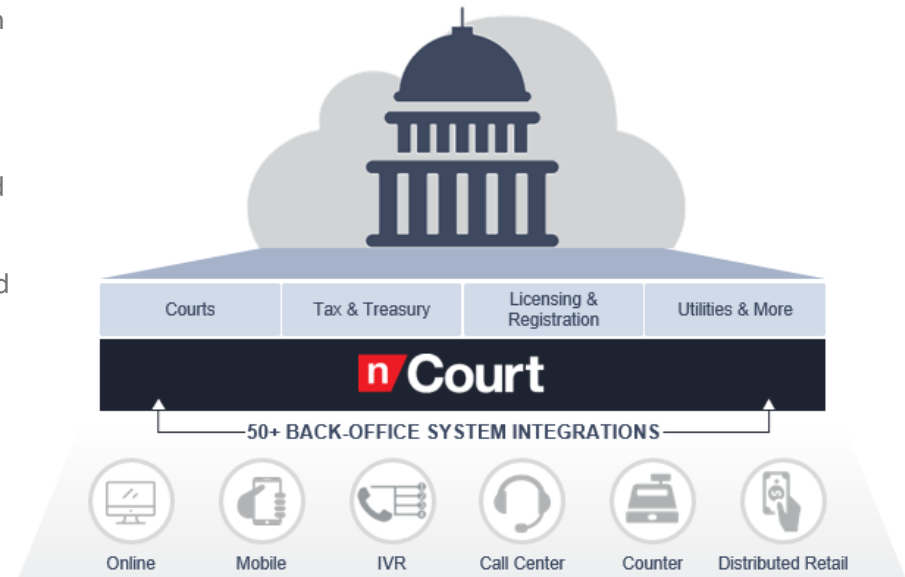 Courts
Tax & Treasury
Licensing &
Registration
Utilities & More
nCourt
50+ BACK-OFFICE SYSTEM INTEGRATIONS
Online
Mobile
IVR
Call Center
Counter
Distributed Retail